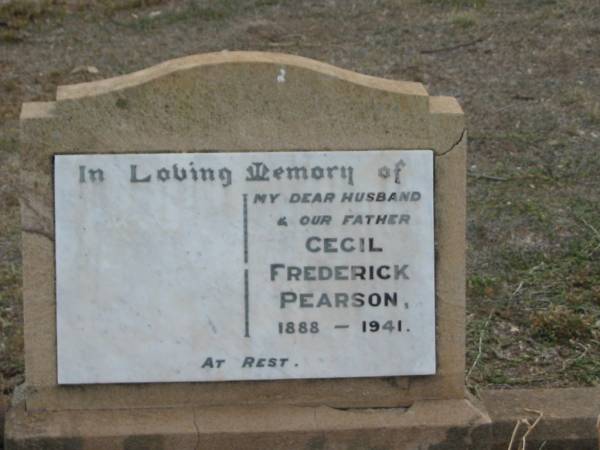 In Loving Memory of
MY DEAR HUSBAND
& OUR FATHER
CECIL
FREDERICK
PEARSON,
1888 — 1941.
AT REST.